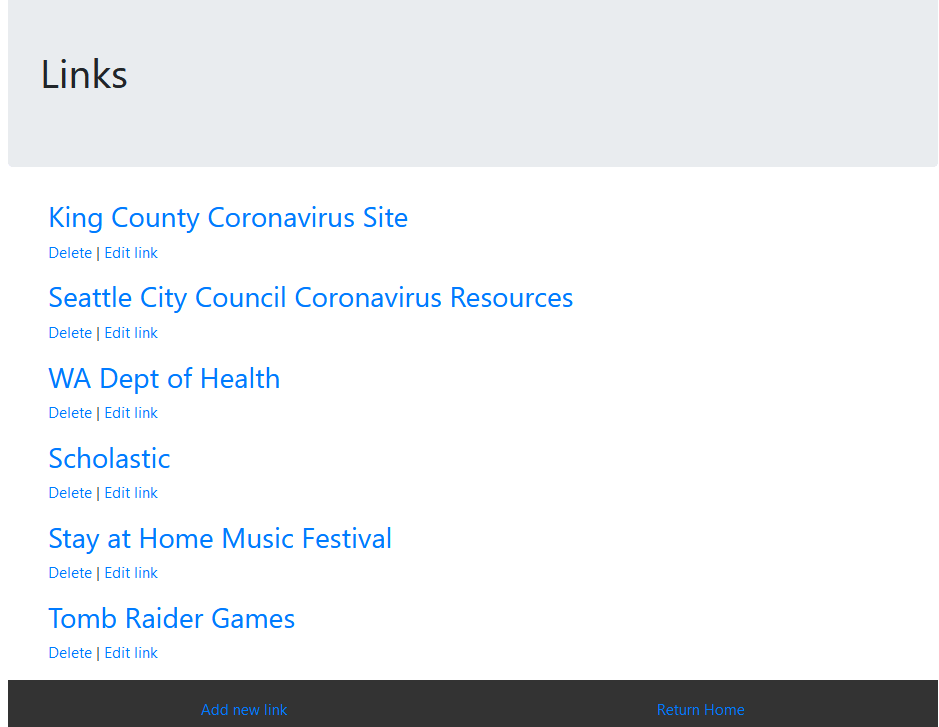 Links
King County Coronavirus Site
Delete | Edit link
Seattle City Council Coronavirus Resources
Delete | Edit link
WA Dept of Health
Delete | Edit link
Scholastic
Delete | Edit link
Stay at Home Music Festival
Delete | Edit link
Tomb Raider Games
Delete | Edit link
Add new link Return Home